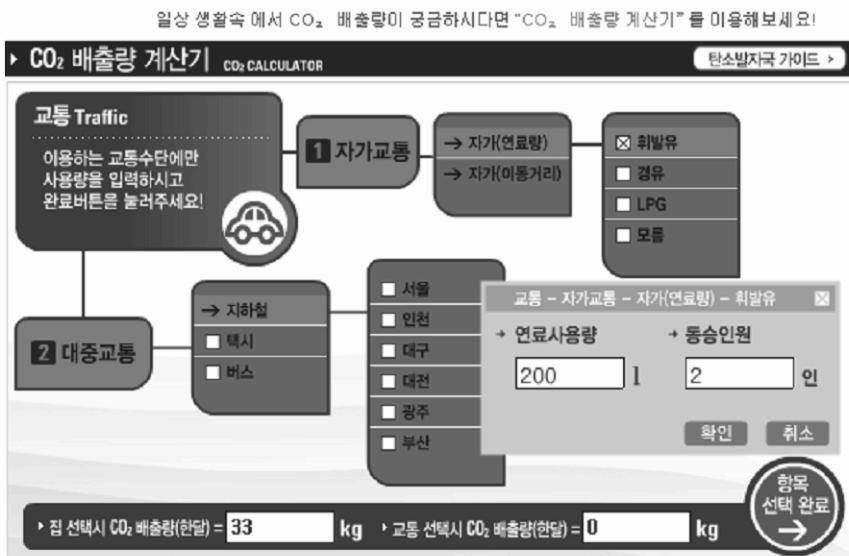 일상 생활속 에서 CO₂ 배출량이 궁금하시다면 "CO₂ 배출량 계산기" 를 이용해보세요!
CO₂ 배출량 계산기 CO₂ CALCULATOR
탄소발자국 가이드
교통 Traffic
이용하는 교통수단에만
사용량을 입력하시고
완료버튼을 눌러주세요!
1 자가교통
→ 자가(연료량)
→ 자가(이동거리)
휘발유
경유
LPG
모름
2 대중교통
→ 지하철
택시
버스
서울
인천
대구
대전
광주
부산
교통 - 자가교통 - 자가(연료량) - 휘발유
→ 연료사용량
→ 동승인원
200 l
2 인
확인
취소
집 선택시 CO₂ 배출량(한달) = 33 kg
교통 선택시 CO₂ 배출량(한달) = 0 kg
항목
선택 완료
→